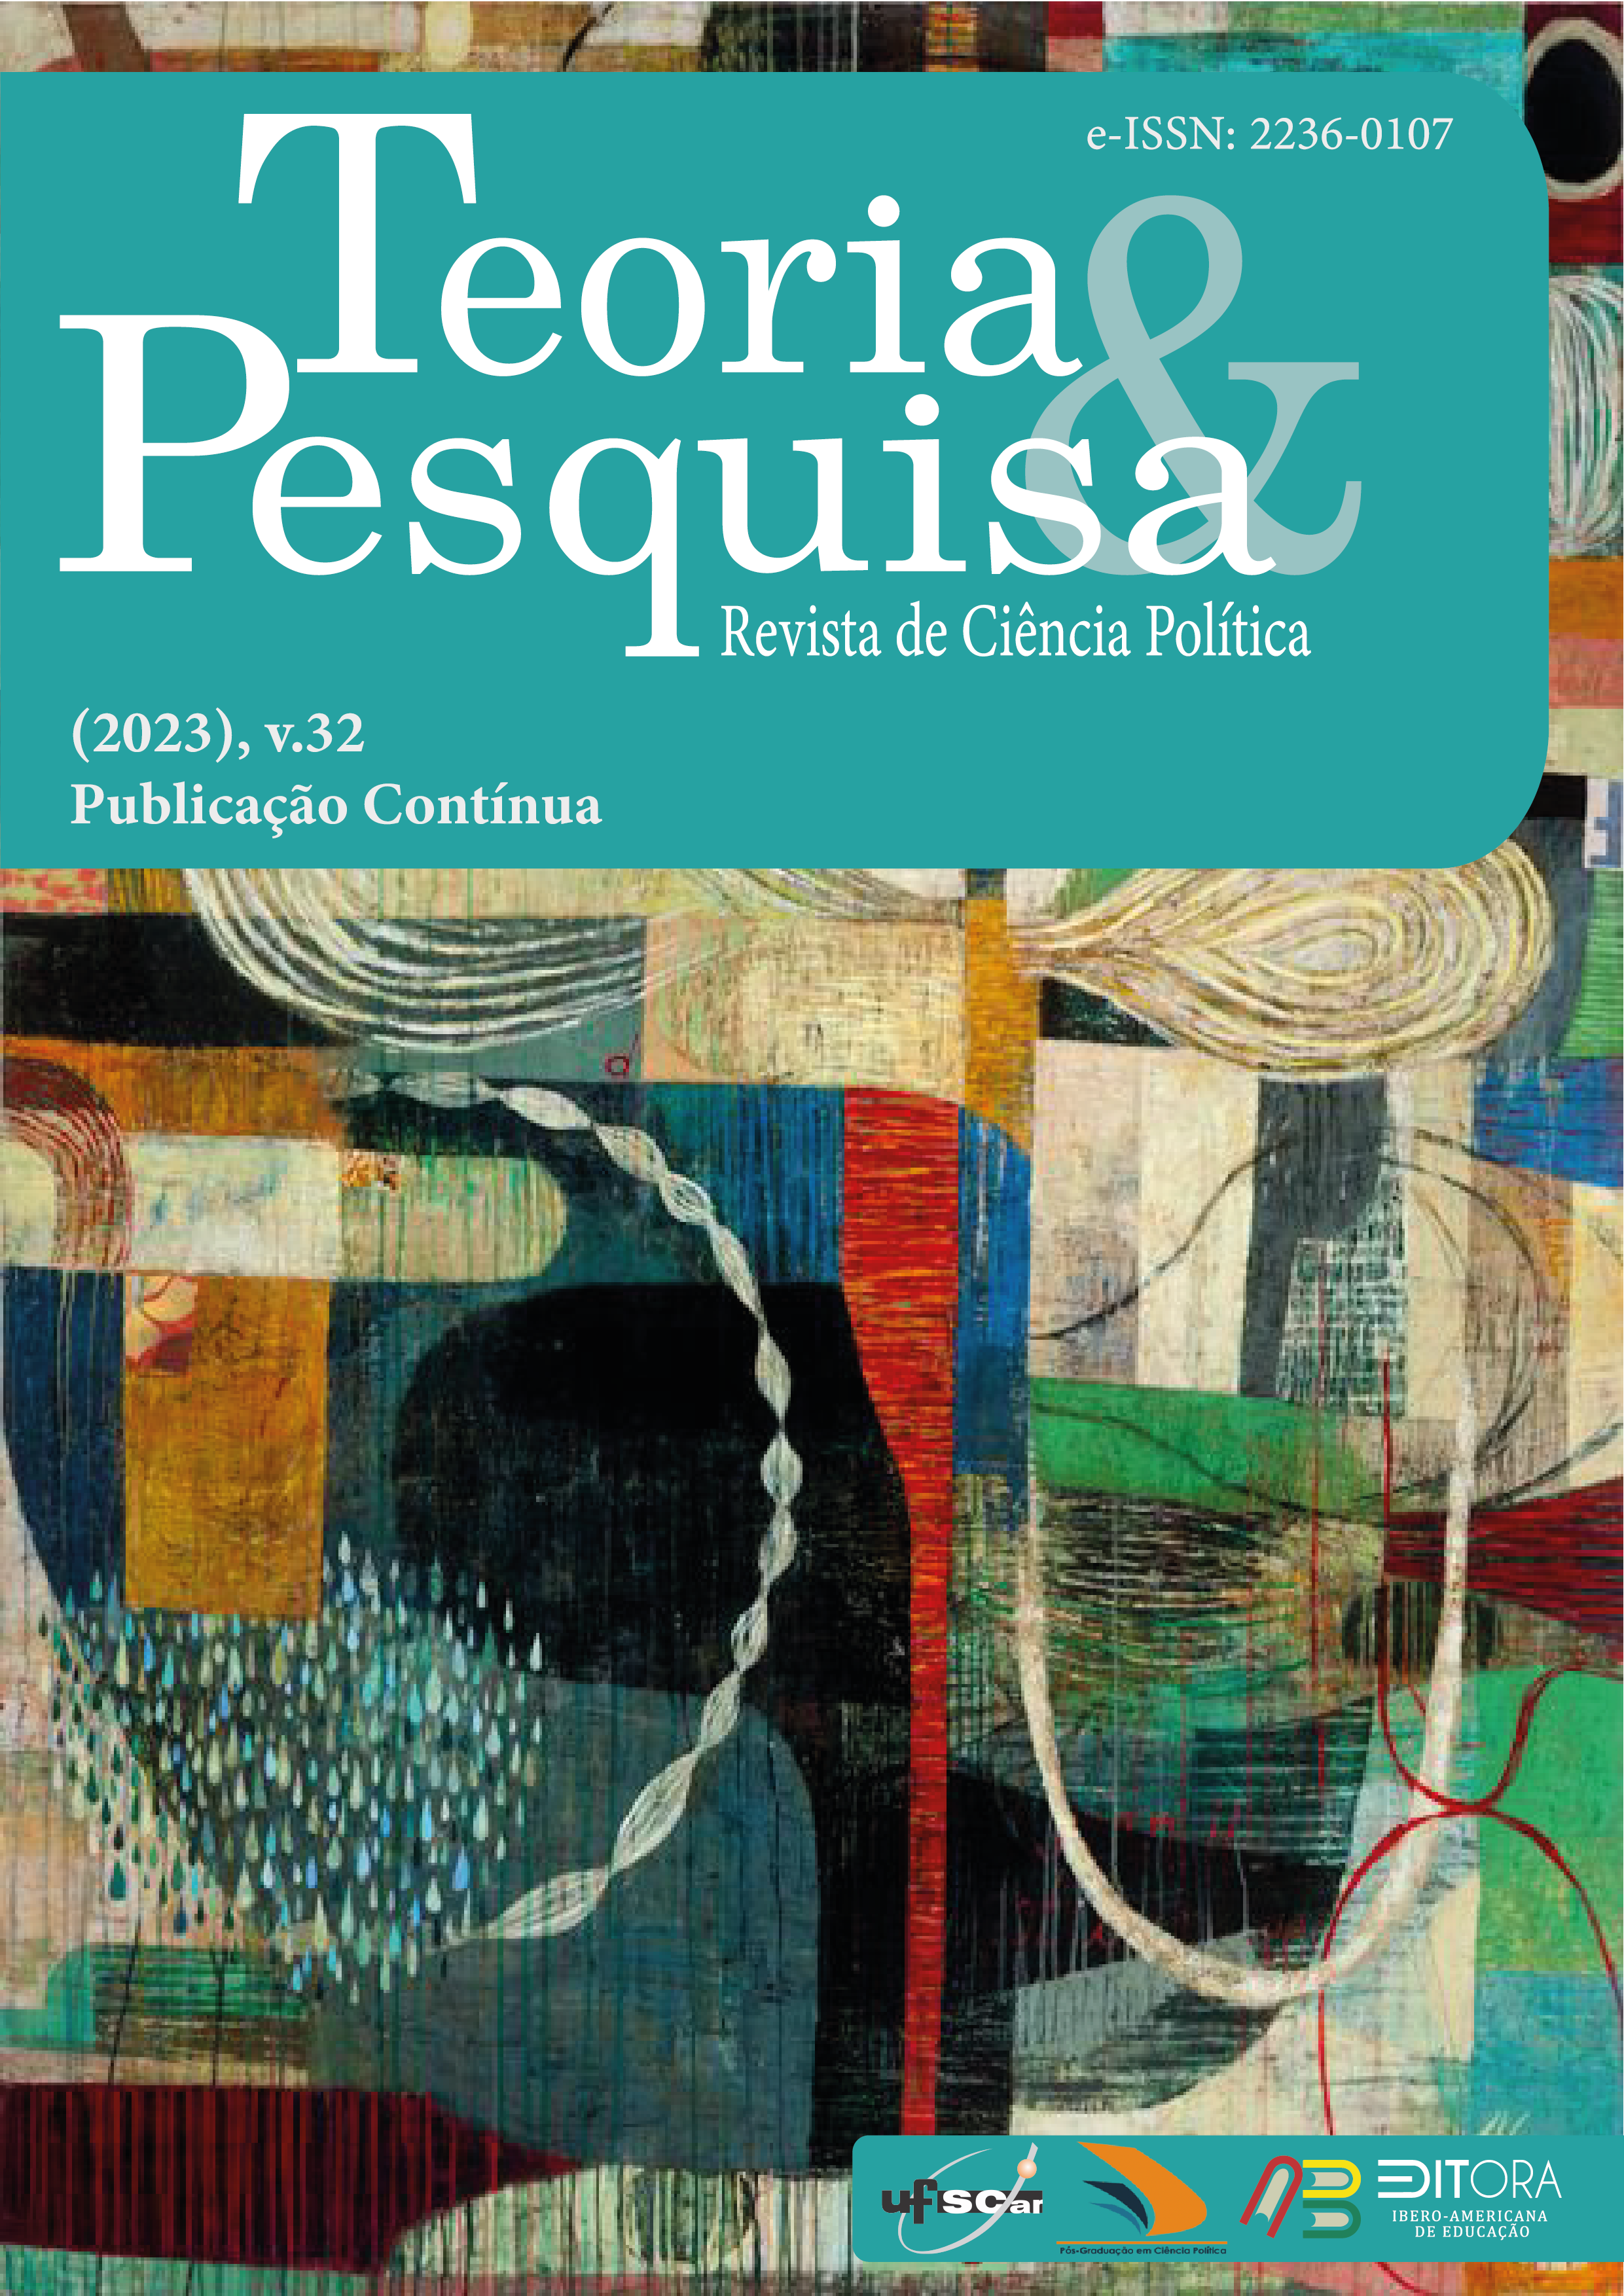 e-ISSN: 2236-0107
Teoria &
Pesquisa
Revista de Ciência Política
(2023), v.32
Publicação Contínua
ufscar
Pós-Graduação em Ciência Política
EDITORA
IBERO-AMERICANA
DE EDUCAÇÃO